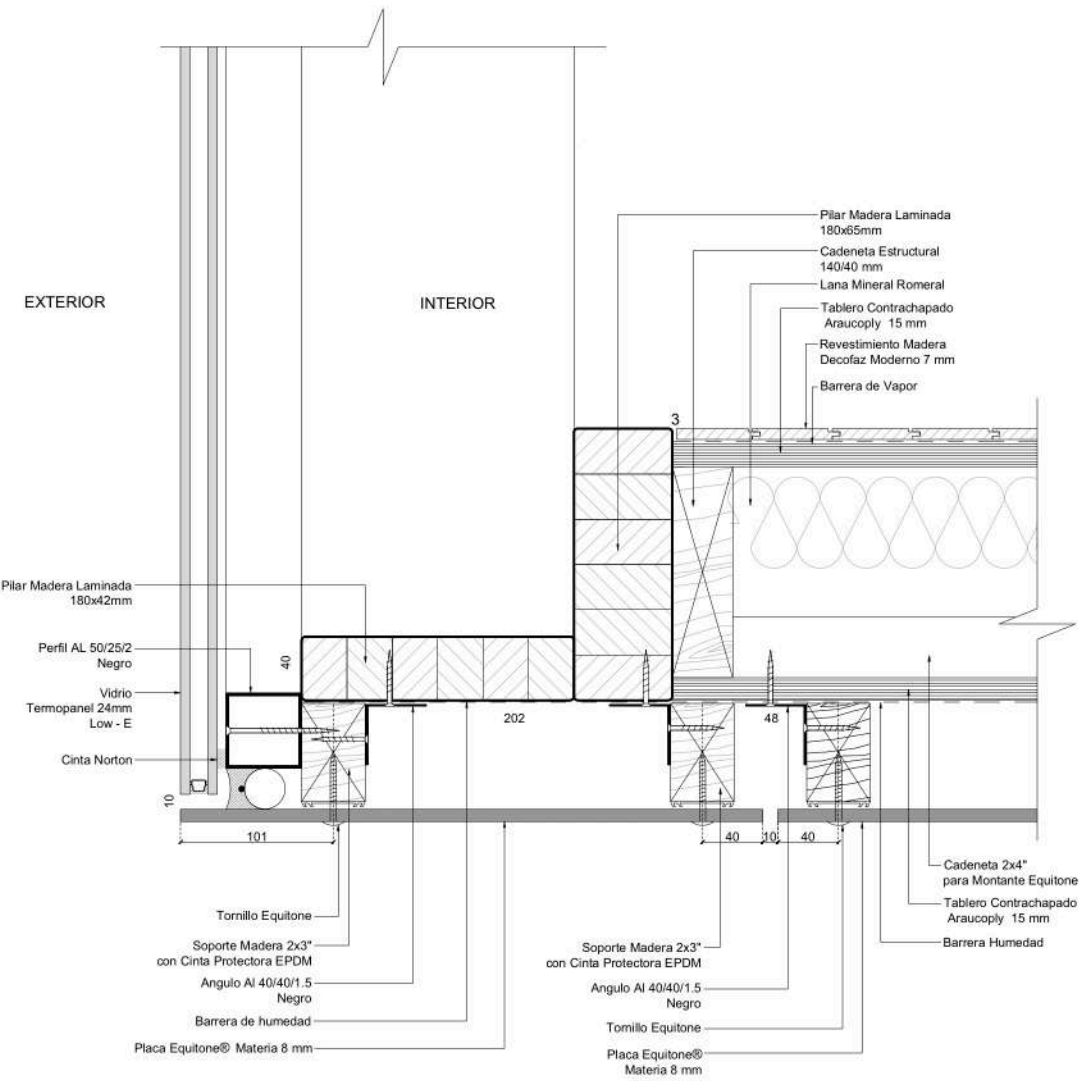 Pilar Madera Laminada
180x65mm
Cadeneta Estructural
140/40 mm
Lana Mineral Romeral
Tablero Contrachapado
Araucoply 15 mm
Revestimiento Madera
Decofaz Moderno 7 mm
Barrera de Vapor
EXTERIOR
INTERIOR
3
Pilar Madera Laminada
180x42mm
Perfil AL 50/25/2
Negro
Vidrio
Termopanel 24mm
Low - E
Cinta Norton
40
202
48
10
101
40
10
40
Tornillo Equitone
Soporte Madera 2x3"
con Cinta Protectora EPDM
Angulo Al 40/40/1.5
Negro
Barrera de humedad
Placa Equitone® Materia 8 mm
Soporte Madera 2x3"
con Cinta Protectora EPDM
Angulo Al 40/40/1.5
Negro
Tornillo Equitone
Placa Equitone®
Materia 8 mm
Cadeneta 2x4"
para Montante Equitone
Tablero Contrachapado
Araucoply 15 mm
Barrera Humedad